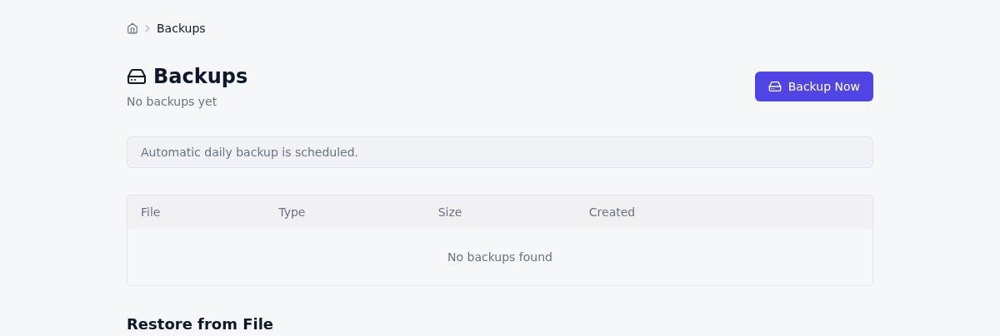 Backups
Backups
No backups yet
Backup Now
Automatic daily backup is scheduled.
File Type Size Created
No backups found
Restore from File